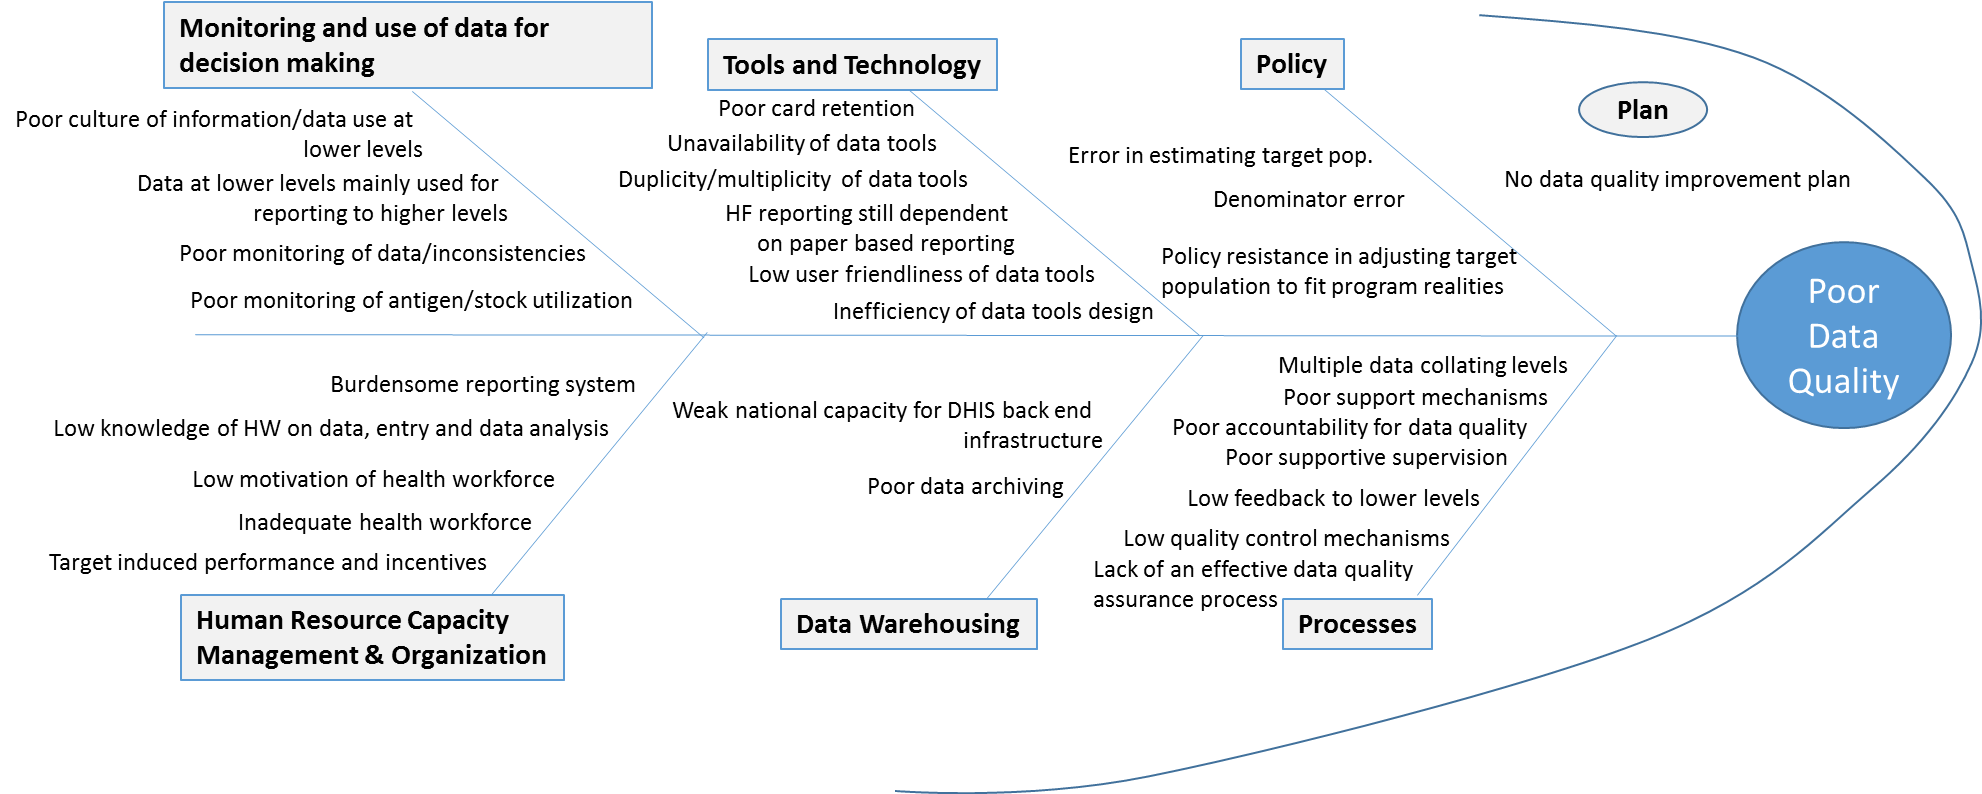 Monitoring and use of data for
decision making
Poor culture of information/data use at
lower levels
Data at lower levels mainly used for
reporting to higher levels
Poor monitoring of data/inconsistencies
Poor monitoring of antigen/stock utilization
Tools and Technology
Poor card retention
Unavailability of data tools
Duplicity/multiplicity of data tools
HF reporting still dependent
on paper based reporting
Low user friendliness of data tools
Inefficiency of data tools design
Policy
Error in estimating target pop.
Denominator error
Policy resistance in adjusting target
population to fit program realities
Plan
No data quality improvement plan
Poor
Data
Quality
Burdensome reporting system
Low knowledge of HW on data, entry and data analysis
Low motivation of health workforce
Inadequate health workforce
Target induced performance and incentives
Human Resource Capacity
Management & Organization
Weak national capacity for DHIS back end
infrastructure
Poor data archiving
Data Warehousing
Multiple data collating levels
Poor support mechanisms
Poor accountability for data quality
Poor supportive supervision
Low feedback to lower levels
Low quality control mechanisms
Lack of an effective data quality
assurance process
Processes